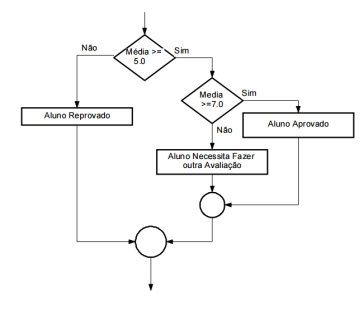 Não
Média >=
5.0
Sim
Media
>=7.0
Sim
Não
Aluno Reprovado
Aluno Aprovado
Aluno Necessita Fazer
outra Avaliação